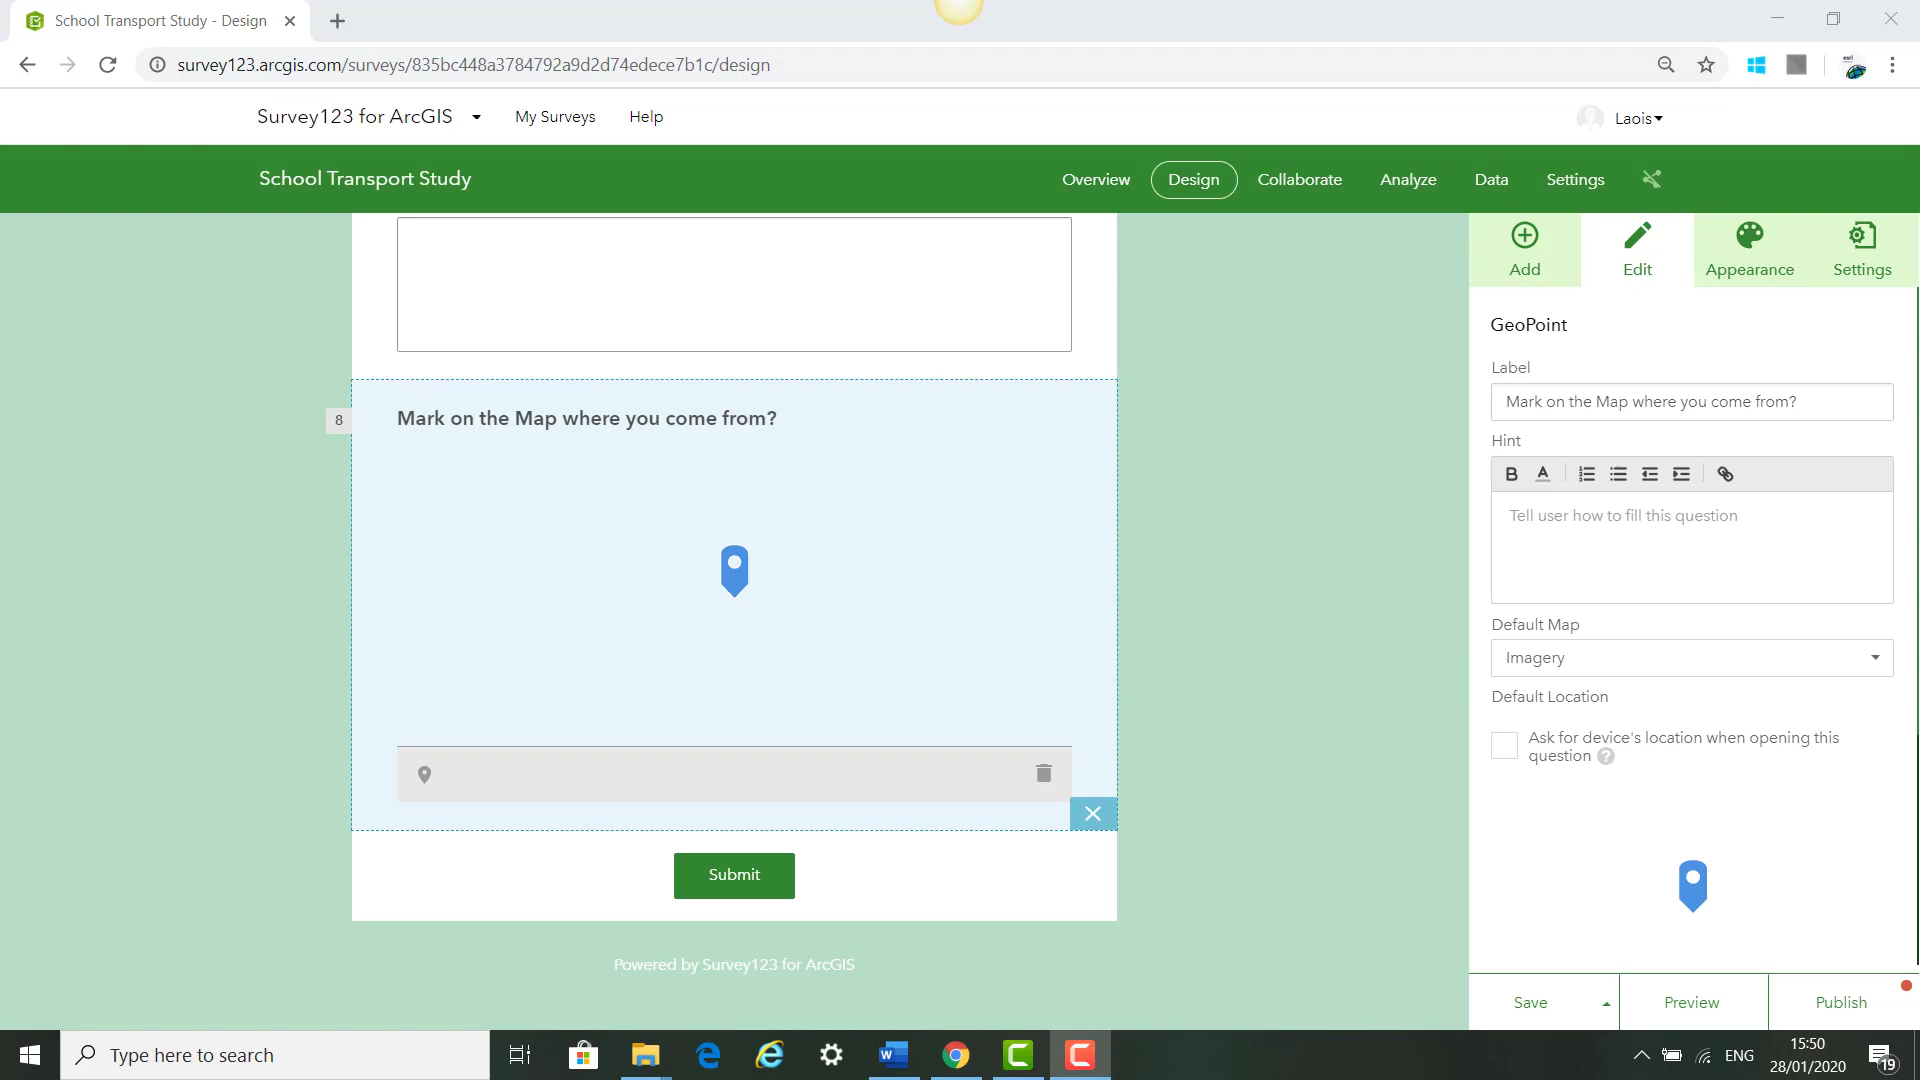 School Transport Study - Design
survey123.arcgis.com/surveys/835bc448a3784792a9d2d74edece7b1c/design
esri
Survey123 for ArcGIS
My Surveys
Help
Laois
School Transport Study
Overview
Design
Collaborate
Analyze
Data
Settings
Add
Edit
Appearance
Settings
8
Mark on the Map where you come from?
Submit
Powered by Survey123 for ArcGIS
GeoPoint
Label
Mark on the Map where you come from?
Hint
B A
Tell user how to fill this question
Default Map
Imagery
Default Location
Ask for device's location when opening this
question ?
Save
Preview
Publish
Type here to search
ENG
15:50
28/01/2020
19